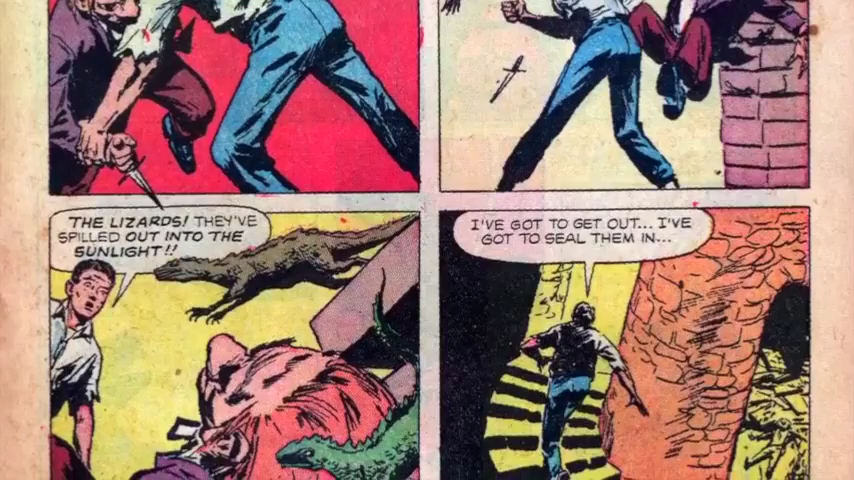 THE LIZARDS! THEY'VE
SPILLED OUT INTO THE
SUNLIGHT!!
I'VE GOT TO GET OUT... I'VE
GOT TO SEAL THEM IN...